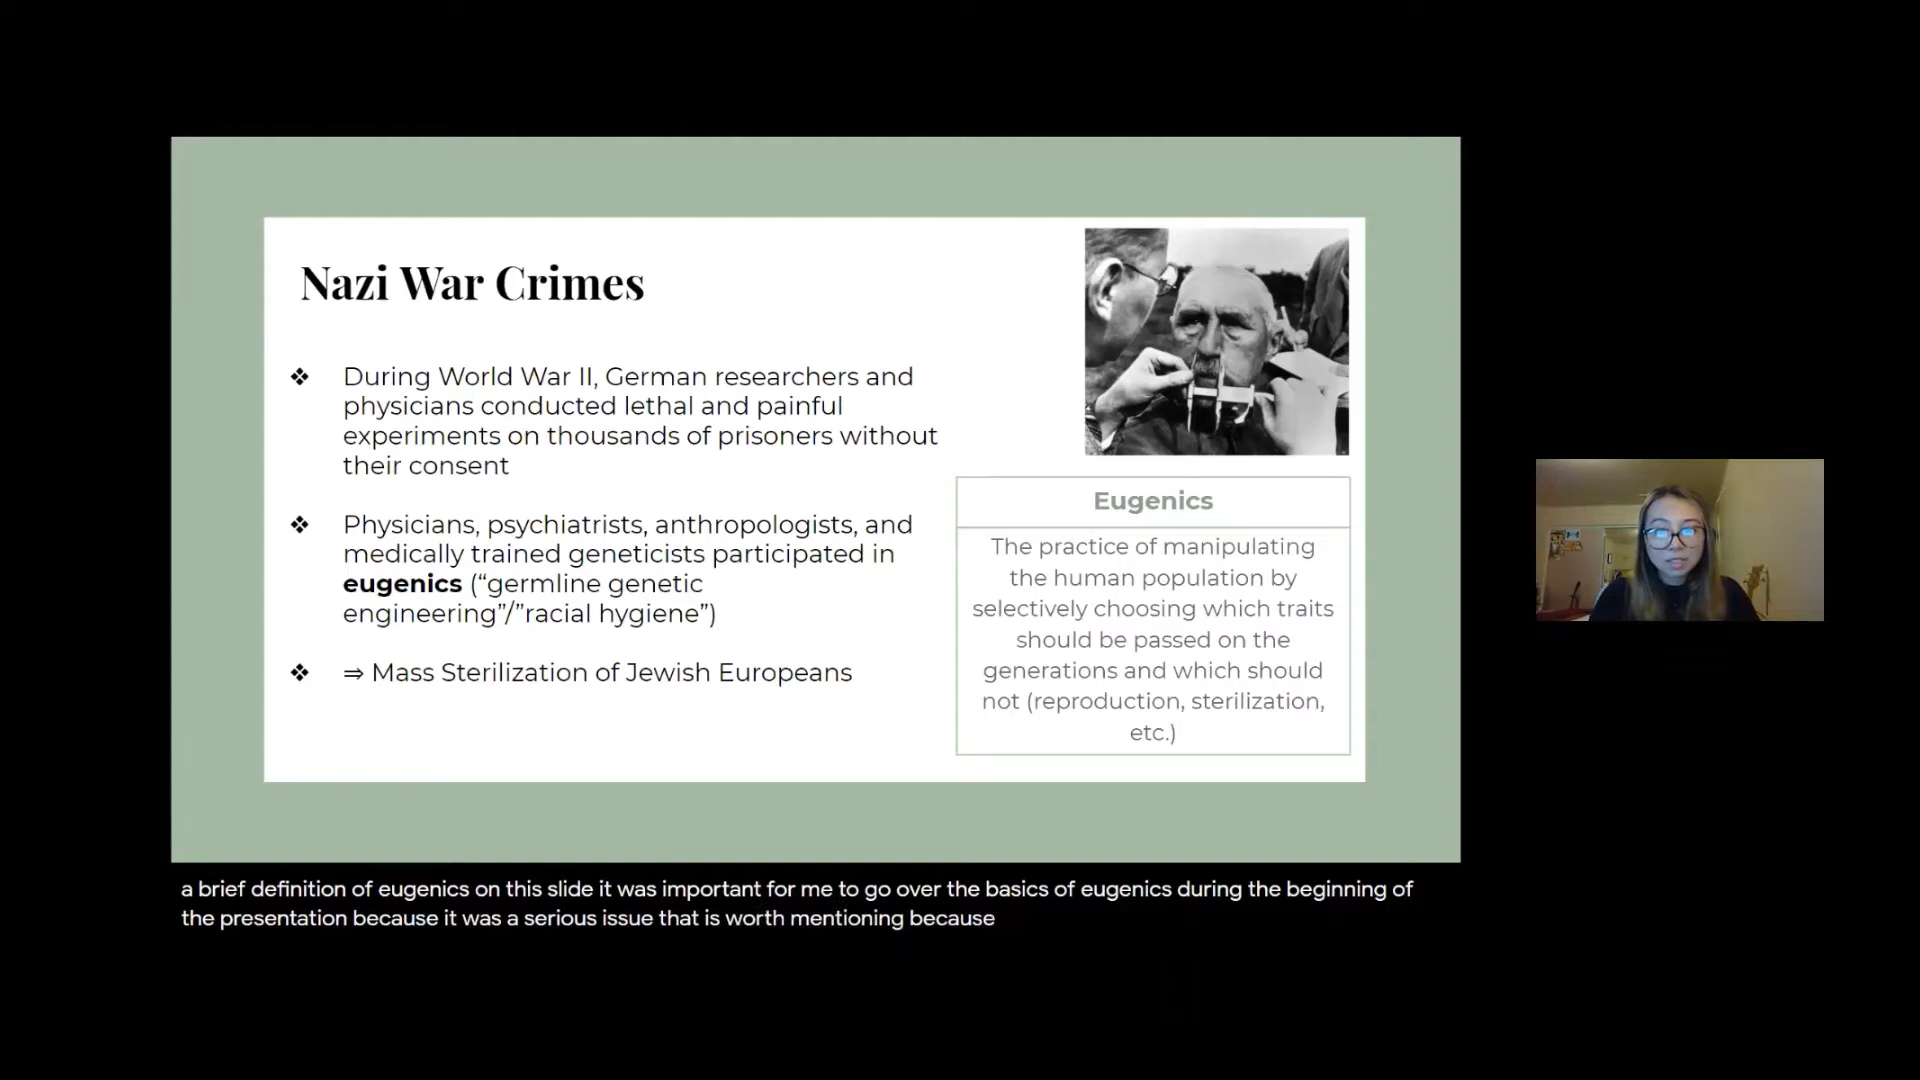 Nazi War Crimes
❖ During World War II, German researchers and
physicians conducted lethal and painful
experiments on thousands of prisoners without
their consent
❖ Physicians, psychiatrists, anthropologists, and
medically trained geneticists participated in
eugenics (“germline genetic
engineering”/”racial hygiene”)
❖ ⇒ Mass Sterilization of Jewish Europeans
Eugenics
The practice of manipulating
the human population by
selectively choosing which traits
should be passed on the
generations and which should
not (reproduction, sterilization,
etc.)
a brief definition of eugenics on this slide it was important for me to go over the basics of eugenics during the beginning of
the presentation because it was a serious issue that is worth mentioning because